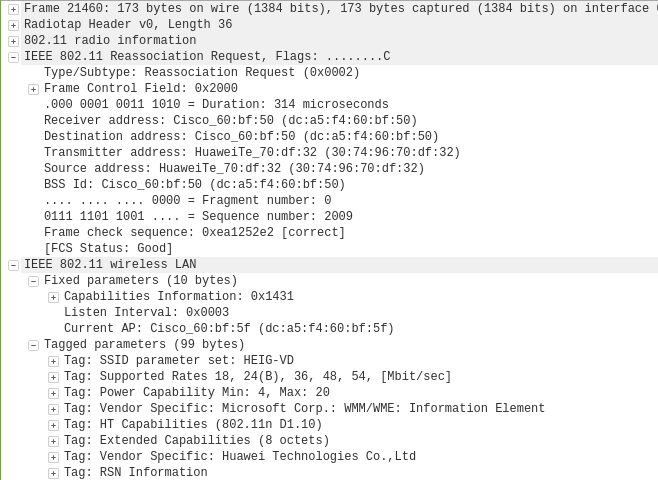 Frame 21460: 173 bytes on wire (1384 bits), 173 bytes captured (1384 bits) on interface
Radiotap Header v0, Length 36
802.11 radio information
IEEE 802.11 Reassociation Request, Flags: ........C
Type/Subtype: Reassociation Request (0x0002)
Frame Control Field: 0x2000
.000 0001 0011 1010 = Duration: 314 microseconds
Receiver address: Cisco_60:bf:50 (dc:a5:f4:60:bf:50)
Destination address: Cisco_60:bf:50 (dc:a5:f4:60:bf:50)
Transmitter address: HuaweiTe_70:df:32 (30:74:96:70:df:32)
Source address: HuaweiTe_70:df:32 (30:74:96:70:df:32)
BSS Id: Cisco_60:bf:50 (dc:a5:f4:60:bf:50)
.... .... .... 0000 = Fragment number: 0
0111 1101 1001 .... = Sequence number: 2009
Frame check sequence: 0xea1252e2 [correct]
[FCS Status: Good]
IEEE 802.11 wireless LAN
Fixed parameters (10 bytes)
Capabilities Information: 0x1431
Listen Interval: 0x0003
Current AP: Cisco_60:bf:5f (dc:a5:f4:60:bf:5f)
Tagged parameters (99 bytes)
Tag: SSID parameter set: HEIG-VD
Tag: Supported Rates 18, 24(B), 36, 48, 54, [Mbit/sec]
Tag: Power Capability Min: 4, Max: 20
Tag: Vendor Specific: Microsoft Corp.: WMM/WME: Information Element
Tag: HT Capabilities (802.11n D1.10)
Tag: Extended Capabilities (8 octets)
Tag: Vendor Specific: Huawei Technologies Co.,Ltd
Tag: RSN Information